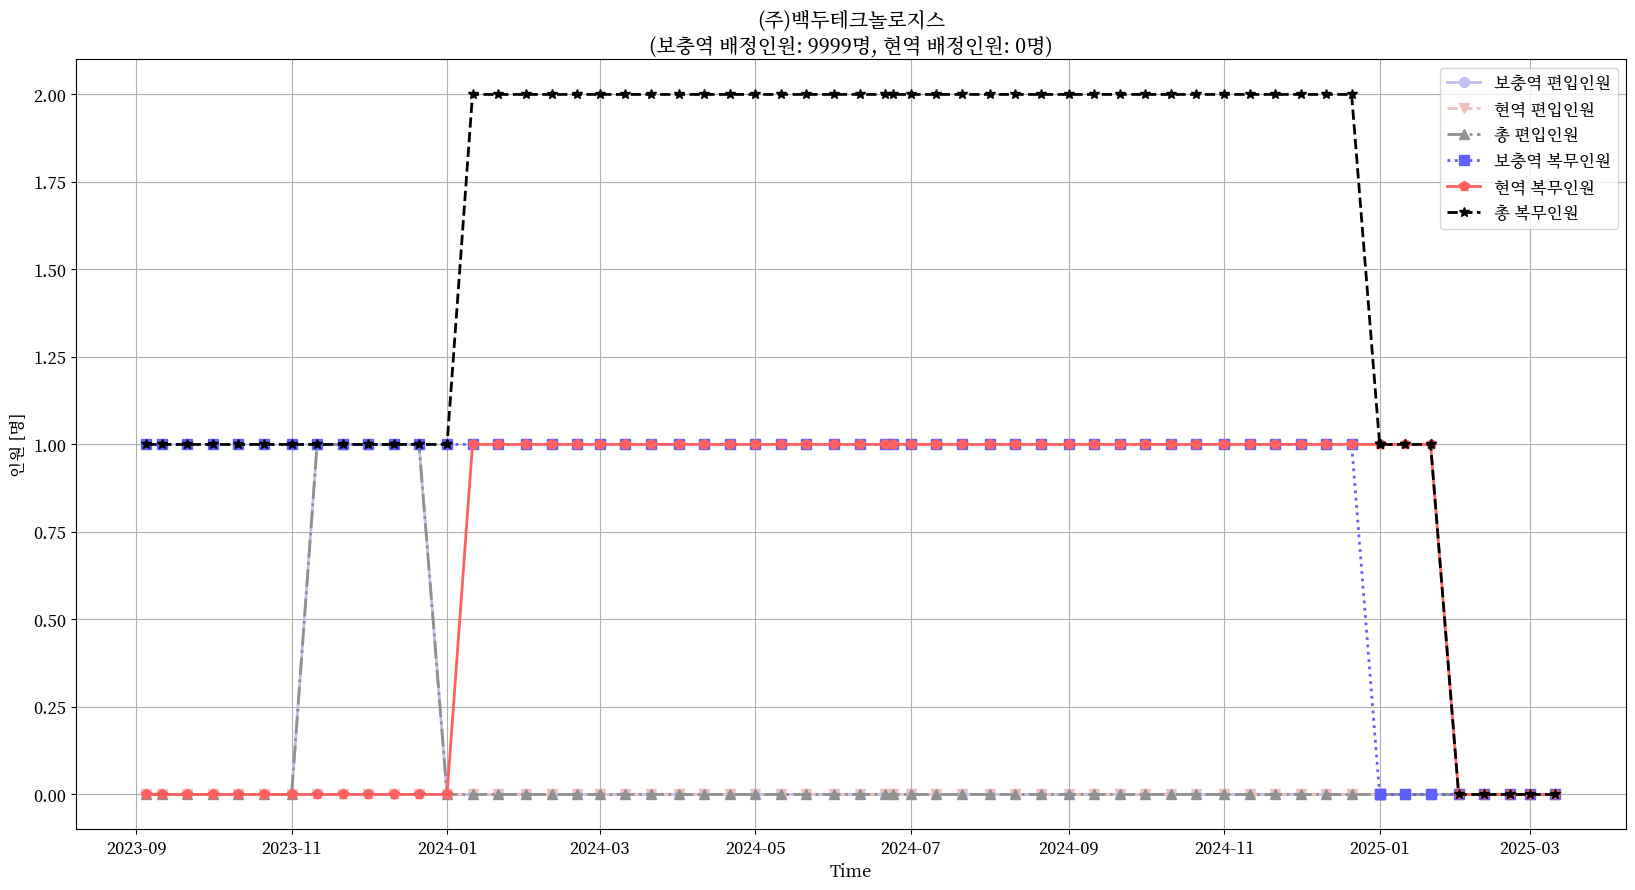 (주)백두테크놀로지스
(보충역 배정인원: 9999명, 현역 배정인원: 0명)
보충역 편입인원
현역 편입인원
총 편입인원
보충역 복무인원
현역 복무인원
총 복무인원
인원 [명]
2.00
1.75
1.50
1.25
1.00
0.75
0.50
0.25
0.00
2023-09 2023-11 2024-01 2024-03 2024-05 2024-07 2024-09 2024-11 2025-01 2025-03
Time